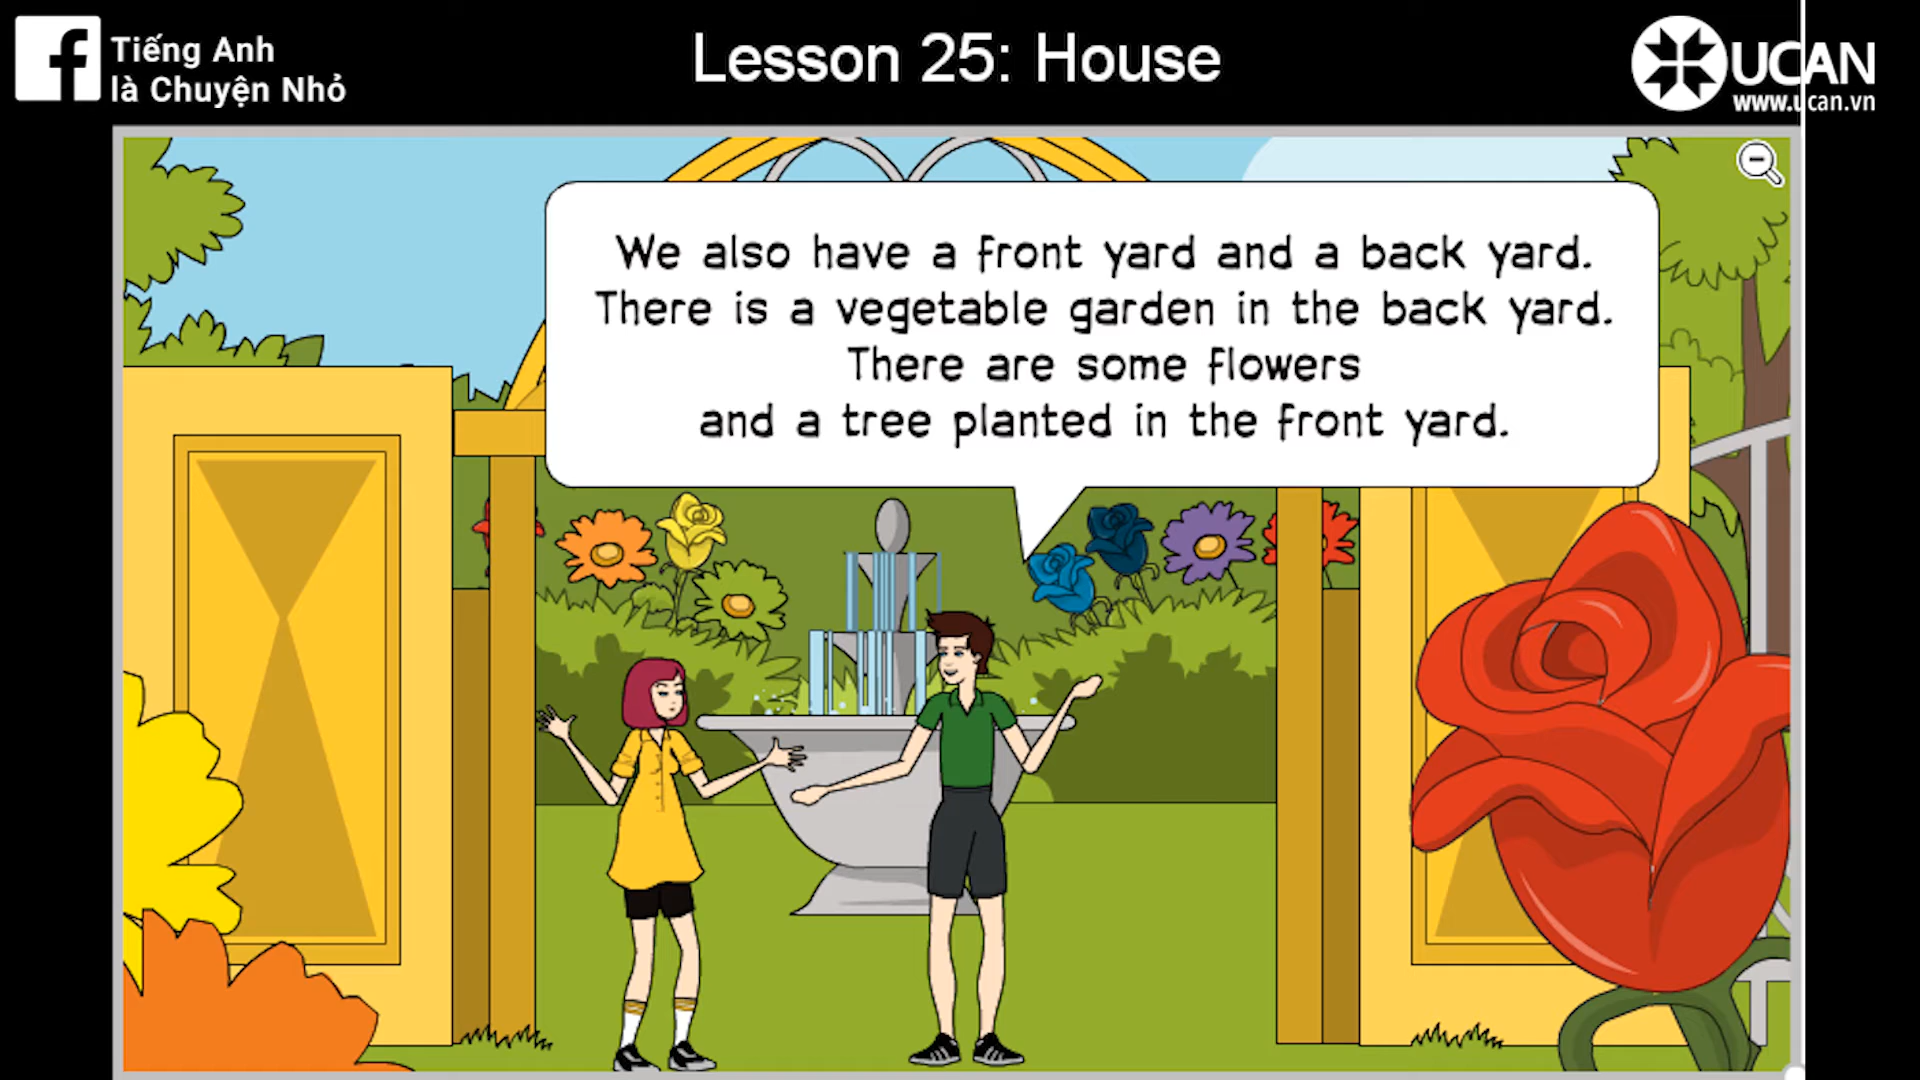 Tiếng Anh
là Chuyện Nhỏ
Lesson 25: House
UCAN
www.ucan.vn
We also have a front yard and a back yard.
There is a vegetable garden in the back yard.
There are some flowers
and a tree planted in the front yard.